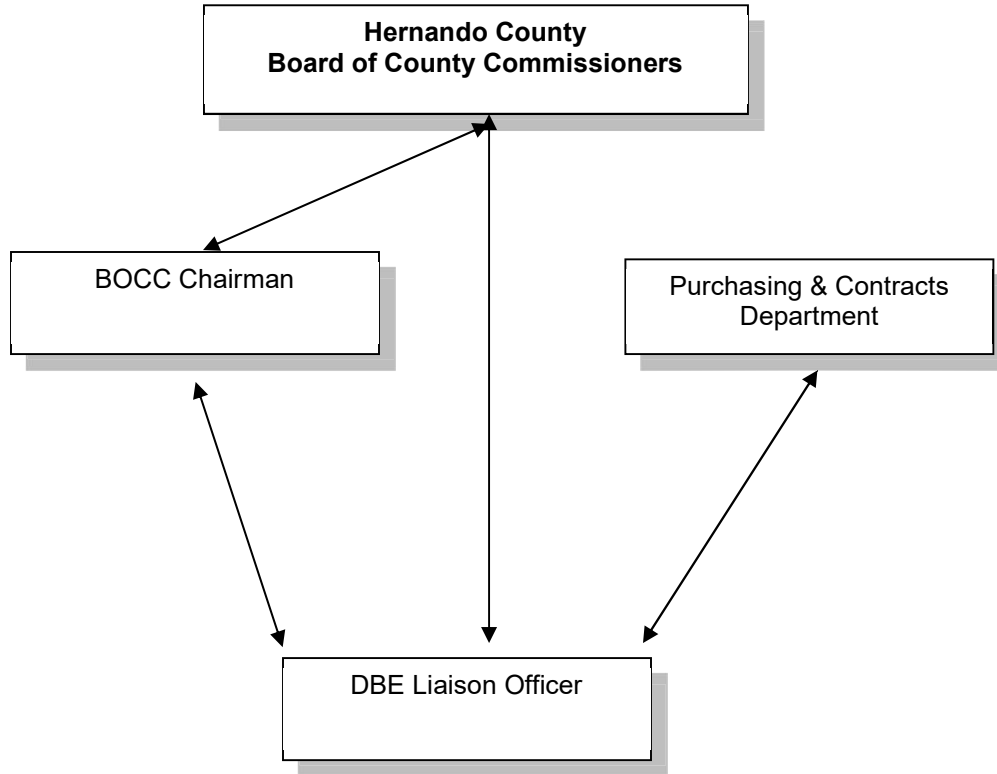 Hernando County
Board of County Commissioners
BOCC Chairman
Purchasing & Contracts
Department
DBE Liaison Officer